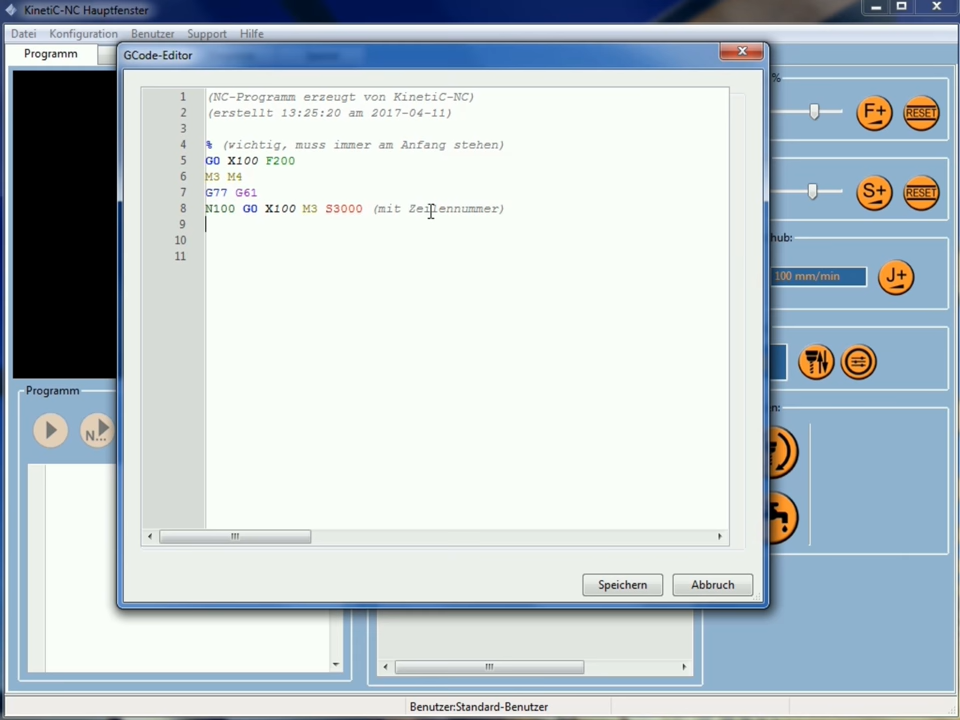 KinetiC-NC Hauptfenster
Datei Konfiguration Benutzer Support Hilfe
Programm
GCode-Editor
1 (NC-Programm erzeugt von KinetiC-NC)
2 (erstellt 13:25:20 am 2017-04-11)
3
4 % (wichtig, muss immer am Anfang stehen)
5 G0 X100 F200
6 M3 M4
7 G77 G61
8 N100 G0 X100 M3 S3000 (mit Zeilennummer)
9
10
11
Speichern Abbruch
%
F+ RESET
S+ RESET
hub:
100 mm/min J+
n:
Programm
N...
Benutzer:Standard-Benutzer